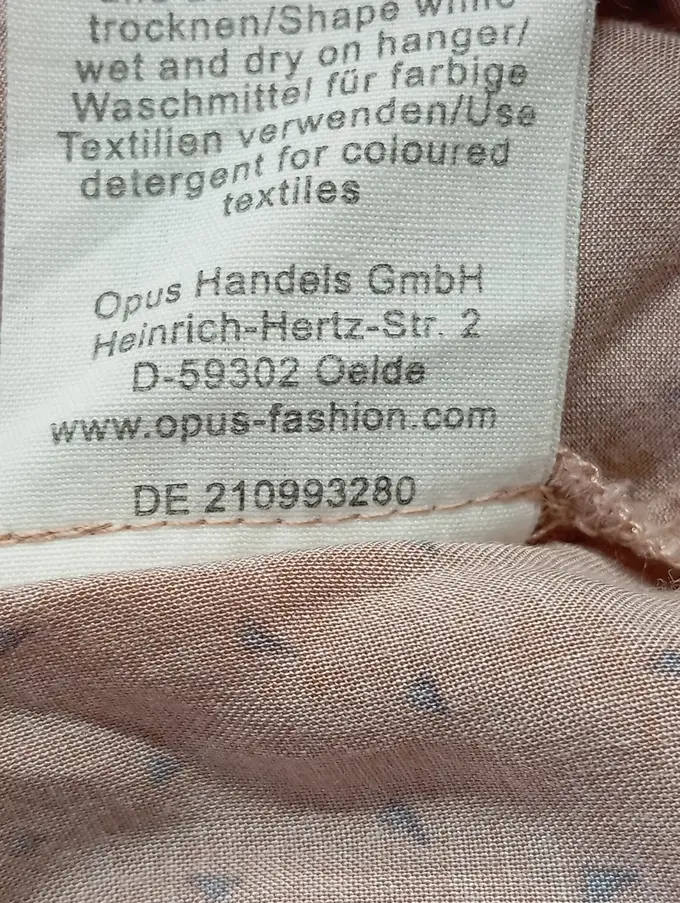 trocknen/Shape while
wet and dry on hanger/
Waschmittel für farbige
Textilien verwenden/Use
detergent for coloured
textiles
Opus Handels GmbH
Heinrich-Hertz-Str. 2
D-59302 Oelde
www.opus-fashion.com
DE 210993280